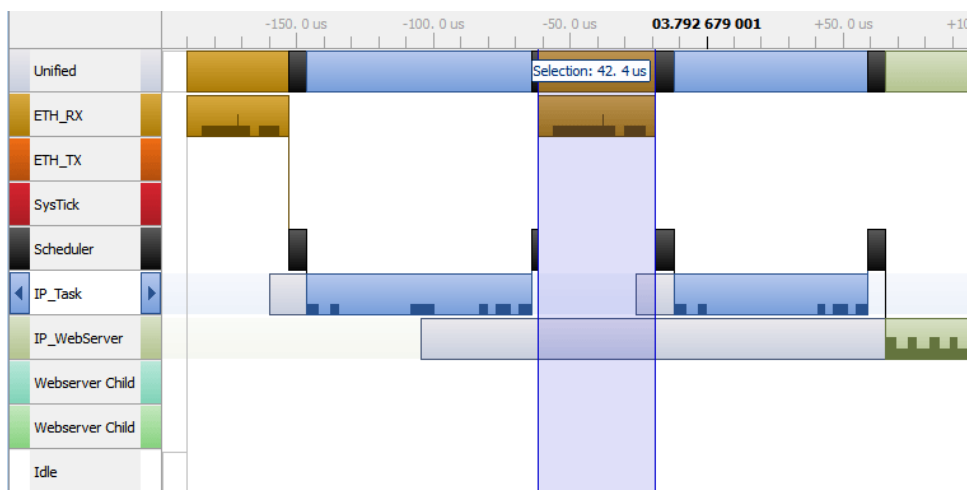 -150. 0 us -100. 0 us -50. 0 us 03.792 679 001 +50. 0 us +10
Unified
Selection: 42. 4 us
ETH_RX
ETH_TX
SysTick
Scheduler
IP_Task
IP_WebServer
Webserver Child
Webserver Child
Idle